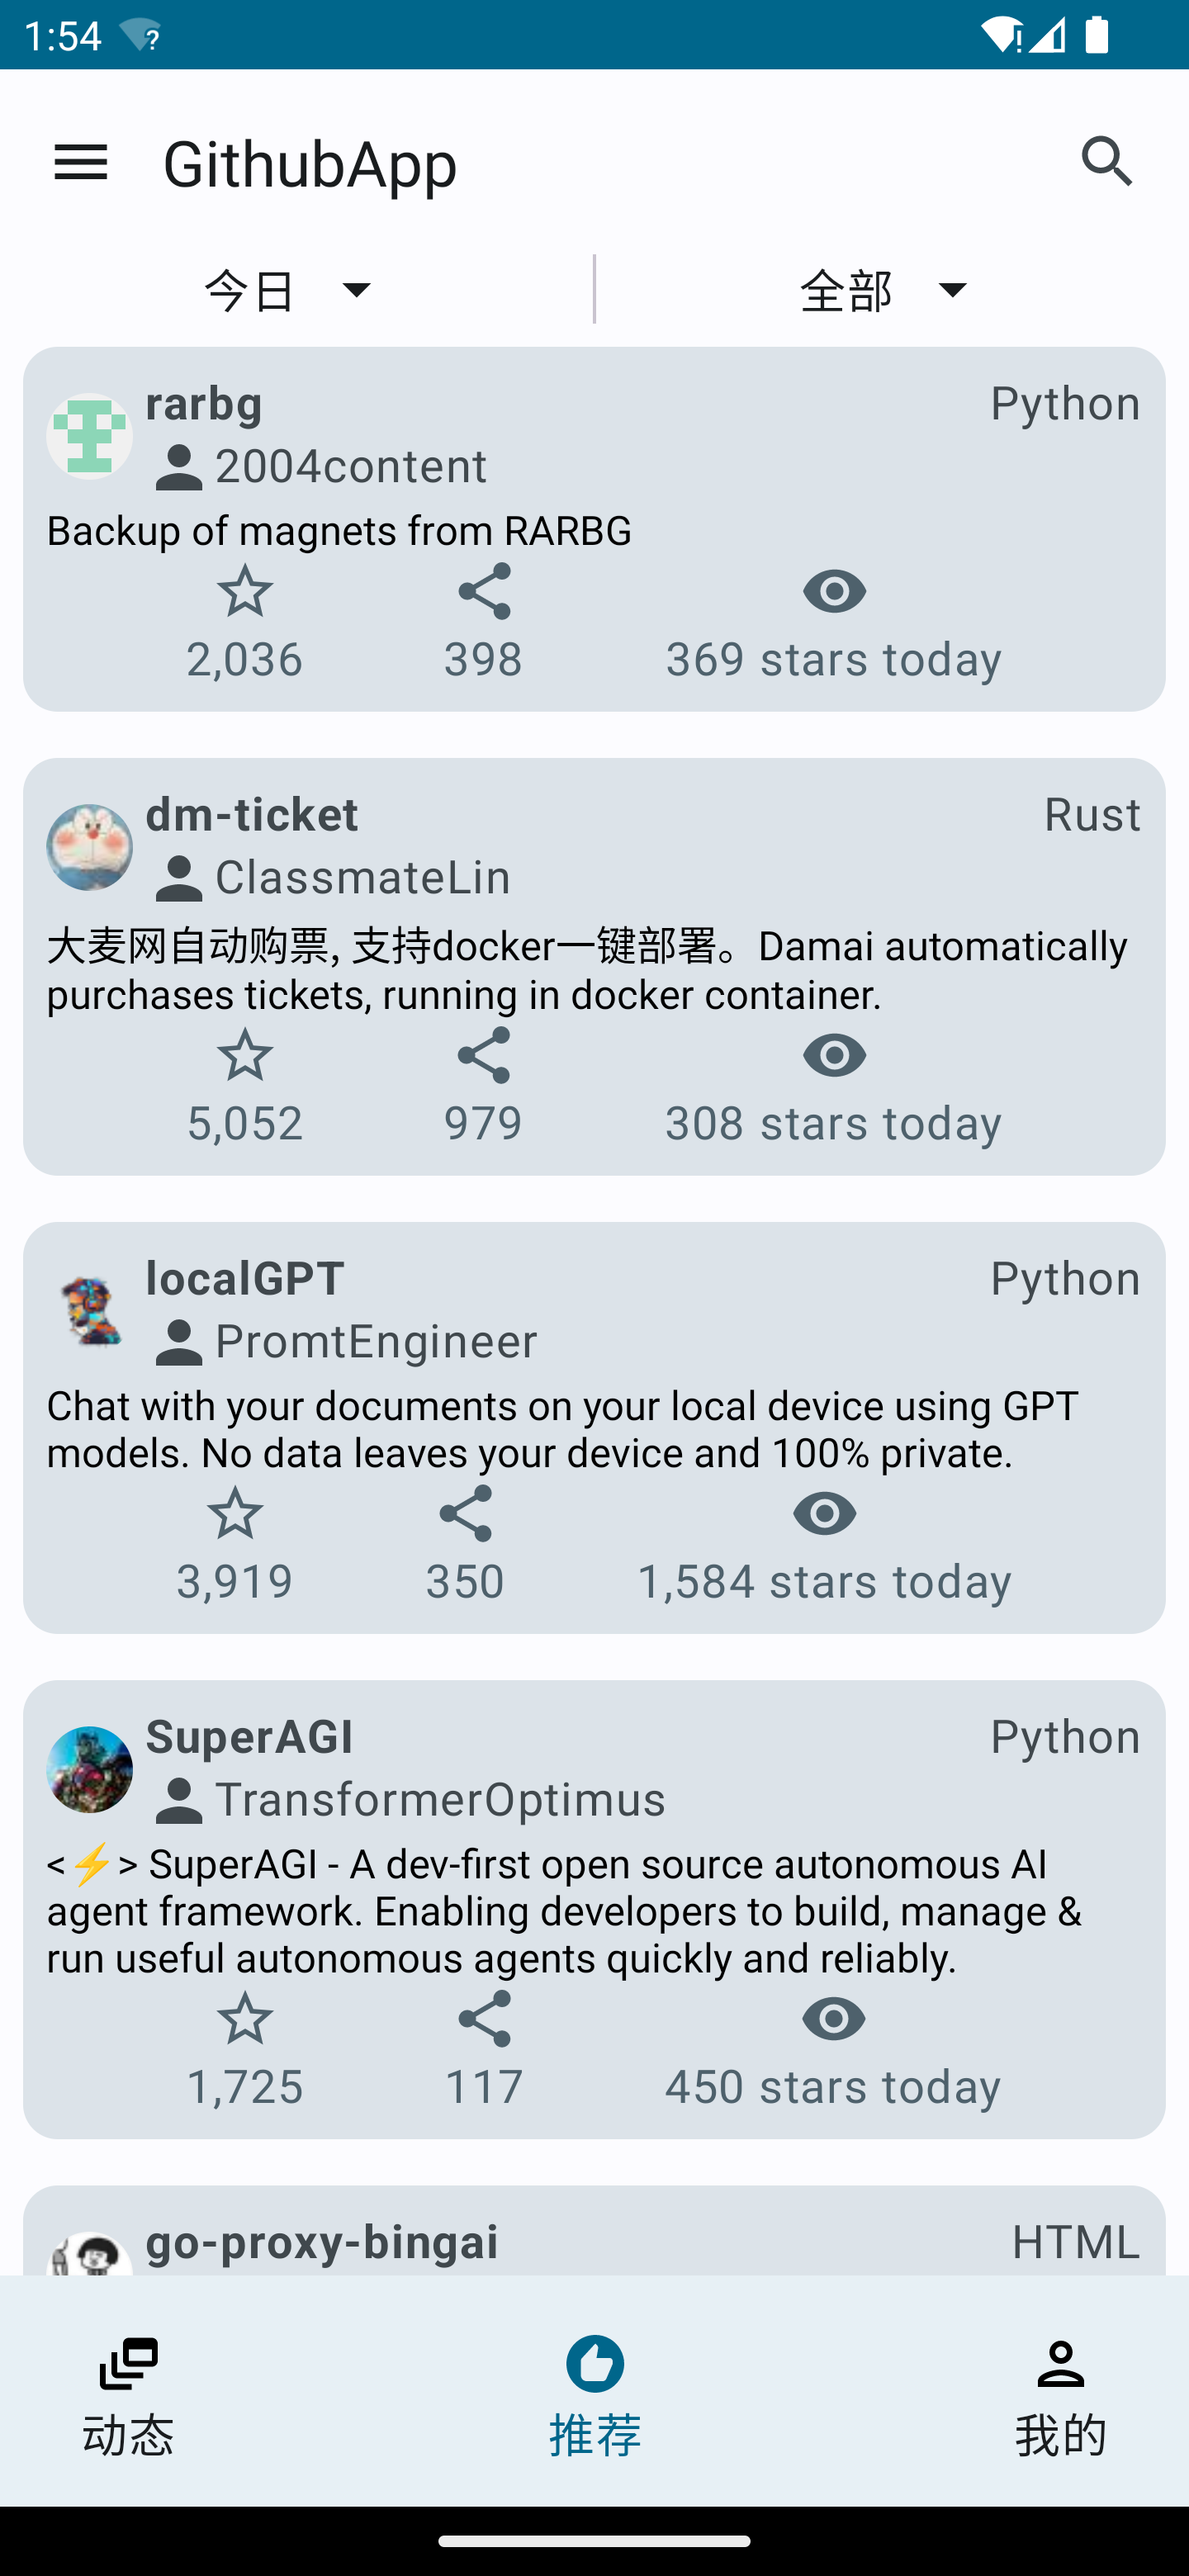 1:54
GithubApp
今日 全部
rarbg Python
2004content
Backup of magnets from RARBG
2,036 398 369 stars today
dm-ticket Rust
ClassmateLin
大麦网自动购票, 支持docker一键部署。Damai automatically
purchases tickets, running in docker container.
5,052 979 308 stars today
localGPT Python
PromtEngineer
Chat with your documents on your local device using GPT
models. No data leaves your device and 100% private.
3,919 350 1,584 stars today
SuperAGI Python
TransformerOptimus
<⚡> SuperAGI - A dev-first open source autonomous AI
agent framework. Enabling developers to build, manage &
run useful autonomous agents quickly and reliably.
1,725 117 450 stars today
go-proxy-bingai HTML
动态 推荐 我的